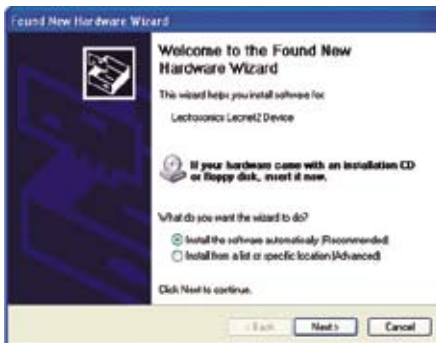 Found New Hardware Wizard
Welcome to the Found New
Hardware Wizard
This wizard helps you install software for:
Lectrosonics Lecnet2 Device
If your hardware came with an installation CD
or floppy disk, insert it now.
What do you want the wizard to do?
Install the software automatically (Recommended)
Install from a list or specific location (Advanced)
Click Next to continue.
< Back
Next >
Cancel